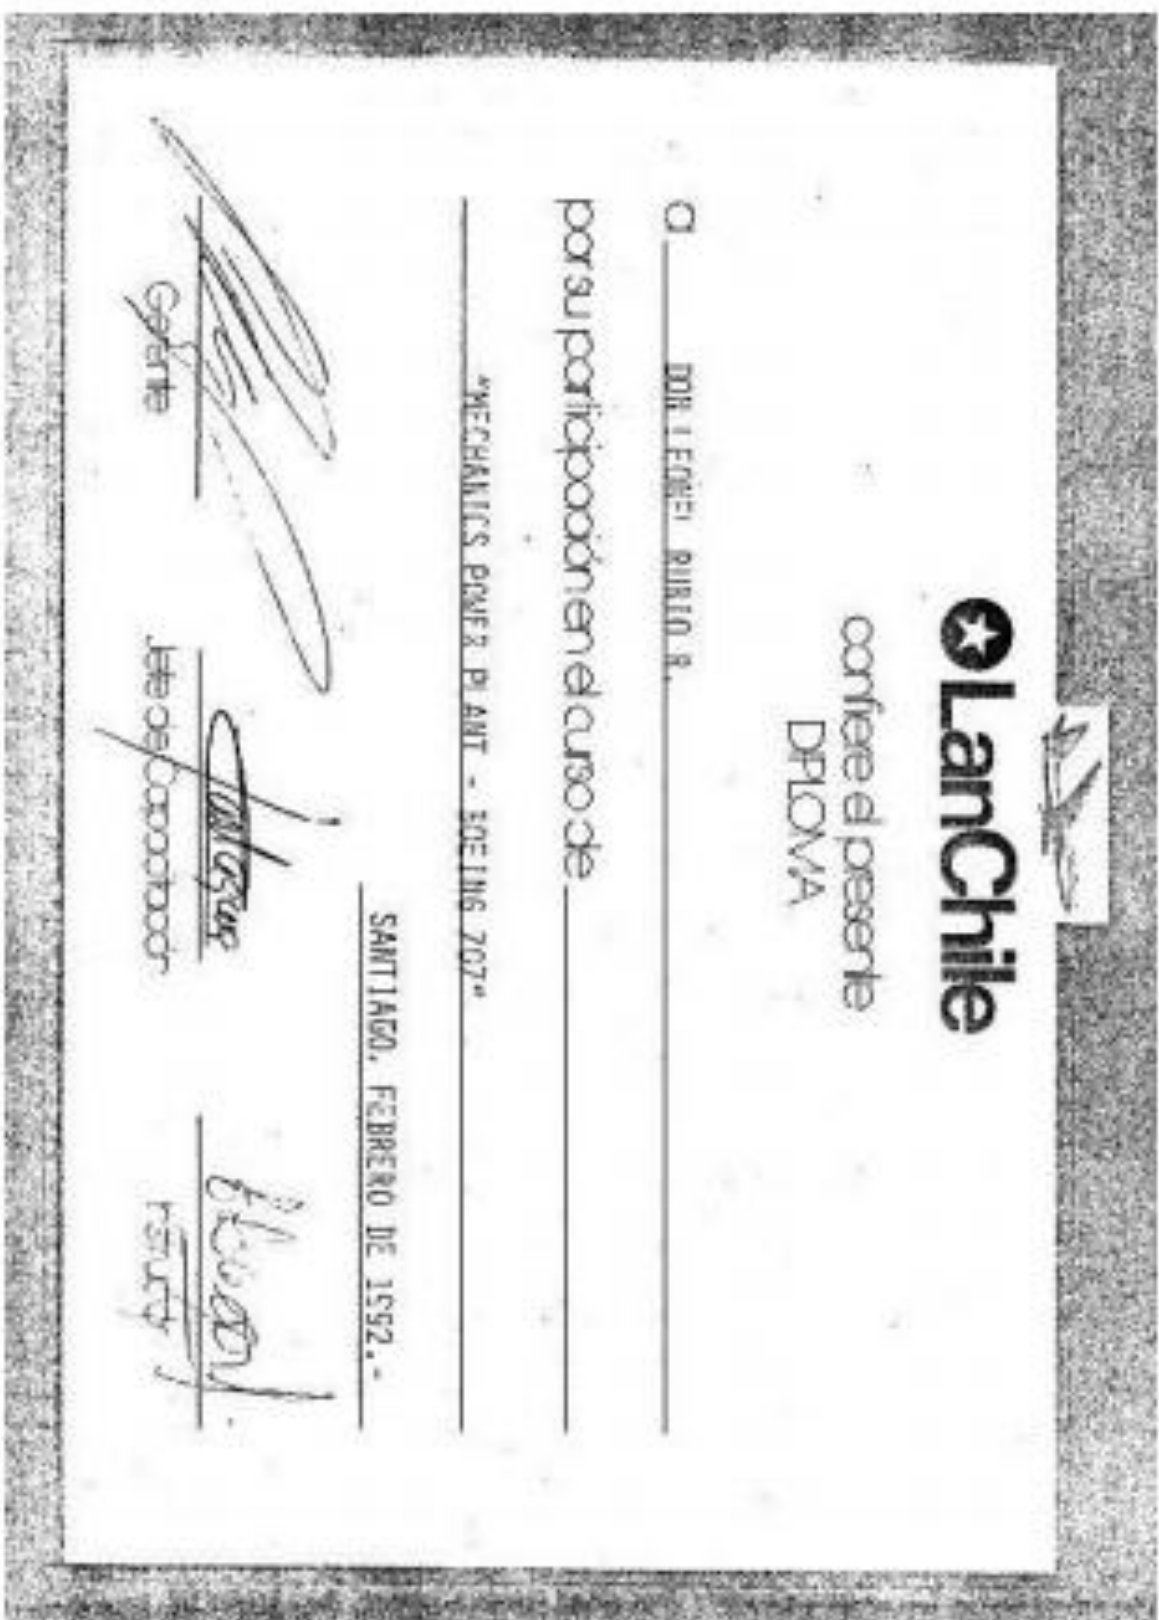 LanChile
confiere el presente
DIPLOMA
a DON LEONEL RUBIO R.
por su participación en el curso de
"MECHANICS POWER PLANT - BOEING 707"
SANTIAGO, FEBRERO DE 1992.-
Gerente Jefe de Capacitación Instructor